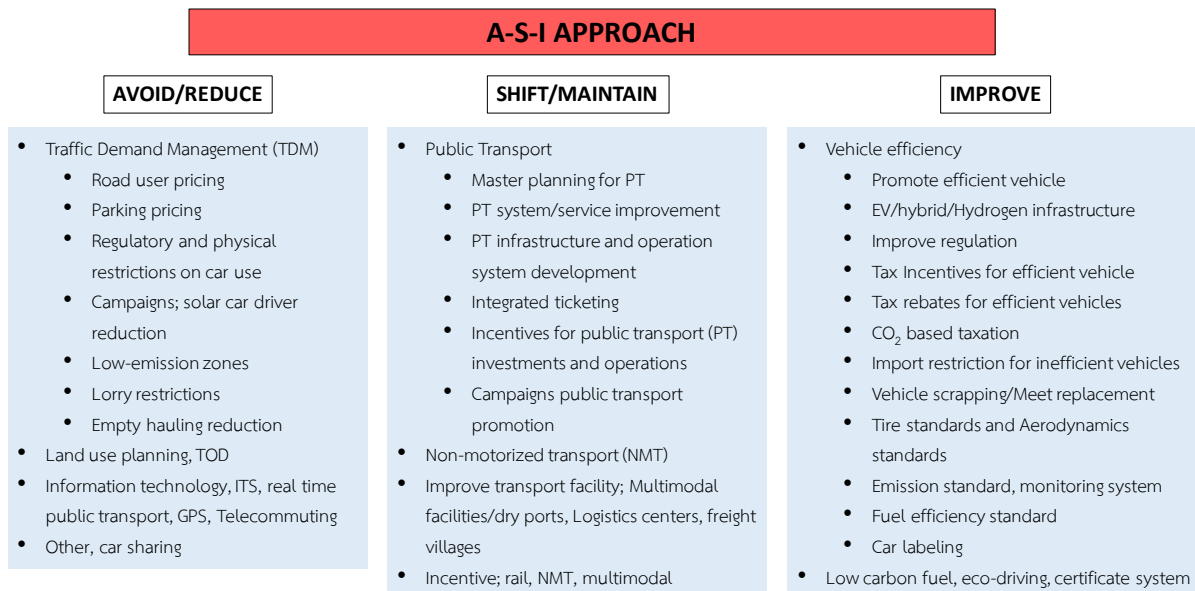 A-S-I APPROACH
AVOID/REDUCE
• Traffic Demand Management (TDM)
• Road user pricing
• Parking pricing
• Regulatory and physical
restrictions on car use
• Campaigns; solar car driver
reduction
• Low-emission zones
• Lorry restrictions
• Empty hauling reduction
• Land use planning, TOD
• Information technology, ITS, real time
public transport, GPS, Telecommuting
• Other, car sharing
SHIFT/MAINTAIN
• Public Transport
• Master planning for PT
• PT system/service improvement
• PT infrastructure and operation
system development
• Integrated ticketing
• Incentives for public transport (PT)
investments and operations
• Campaigns public transport
promotion
• Non-motorized transport (NMT)
• Improve transport facility; Multimodal
facilities/dry ports, Logistics centers, freight
villages
• Incentive; rail, NMT, multimodal
IMPROVE
• Vehicle efficiency
• Promote efficient vehicle
• EV/hybrid/Hydrogen infrastructure
• Improve regulation
• Tax Incentives for efficient vehicle
• Tax rebates for efficient vehicles
• CO₂ based taxation
• Import restriction for inefficient vehicles
• Vehicle scrapping/Meet replacement
• Tire standards and Aerodynamics
standards
• Emission standard, monitoring system
• Fuel efficiency standard
• Car labeling
• Low carbon fuel, eco-driving, certificate system